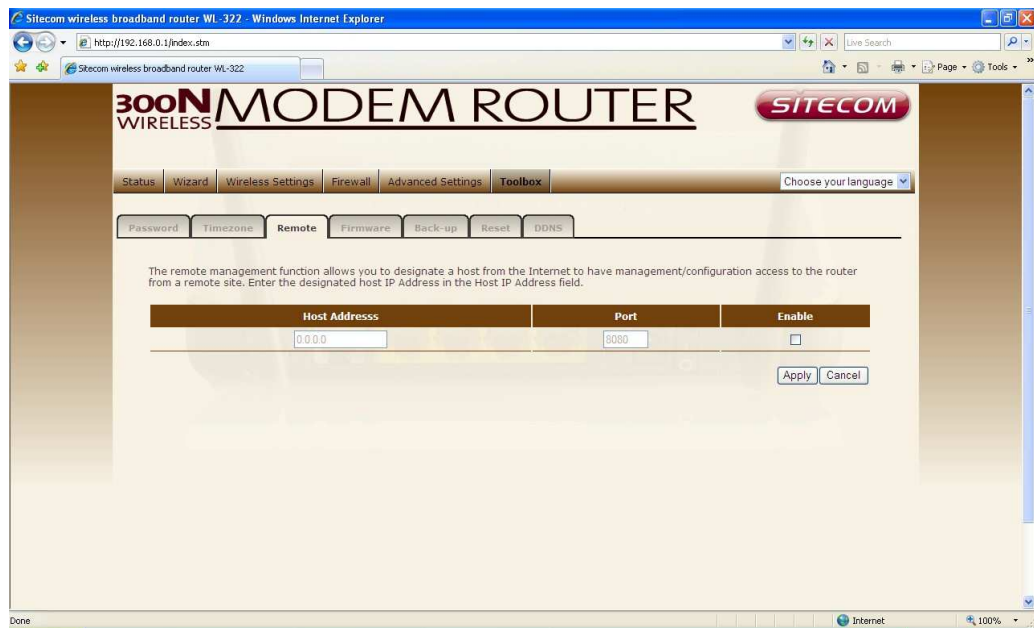 Sitecom wireless broadband router WL-322 - Windows Internet Explorer
http://192.168.0.1/index.stm
Live Search
Sitecom wireless broadband router WL-322
Page Tools »
300N WIRELESS MODEM ROUTER
SITECOM
Status Wizard Wireless Settings Firewall Advanced Settings Toolbox Choose your language
Password Timezone Remote Firmware Back-up Reset DDNS
The remote management function allows you to designate a host from the Internet to have management/configuration access to the router
from a remote site. Enter the designated host IP Address in the Host IP Address field.
Host Addresss Port Enable
0.0.0.0 8080
Apply Cancel
Done Internet 100%